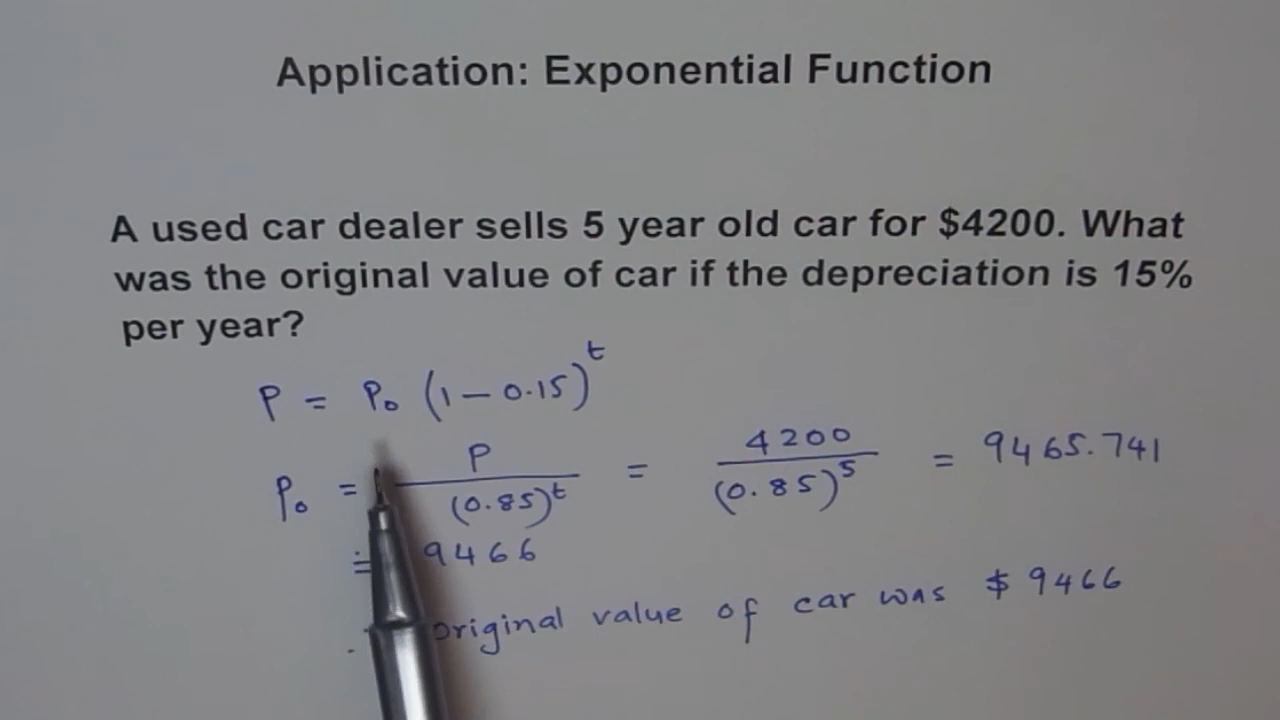 Application: Exponential Function
A used car dealer sells 5 year old car for $4200. What
was the original value of car if the depreciation is 15%
per year?
P = P₀ (1 – 0.15)ᵗ
P₀ = P / (0.85)ᵗ = 4200 / (0.85)⁵ = 9465.741
≐ 9466
original value of car was $ 9466